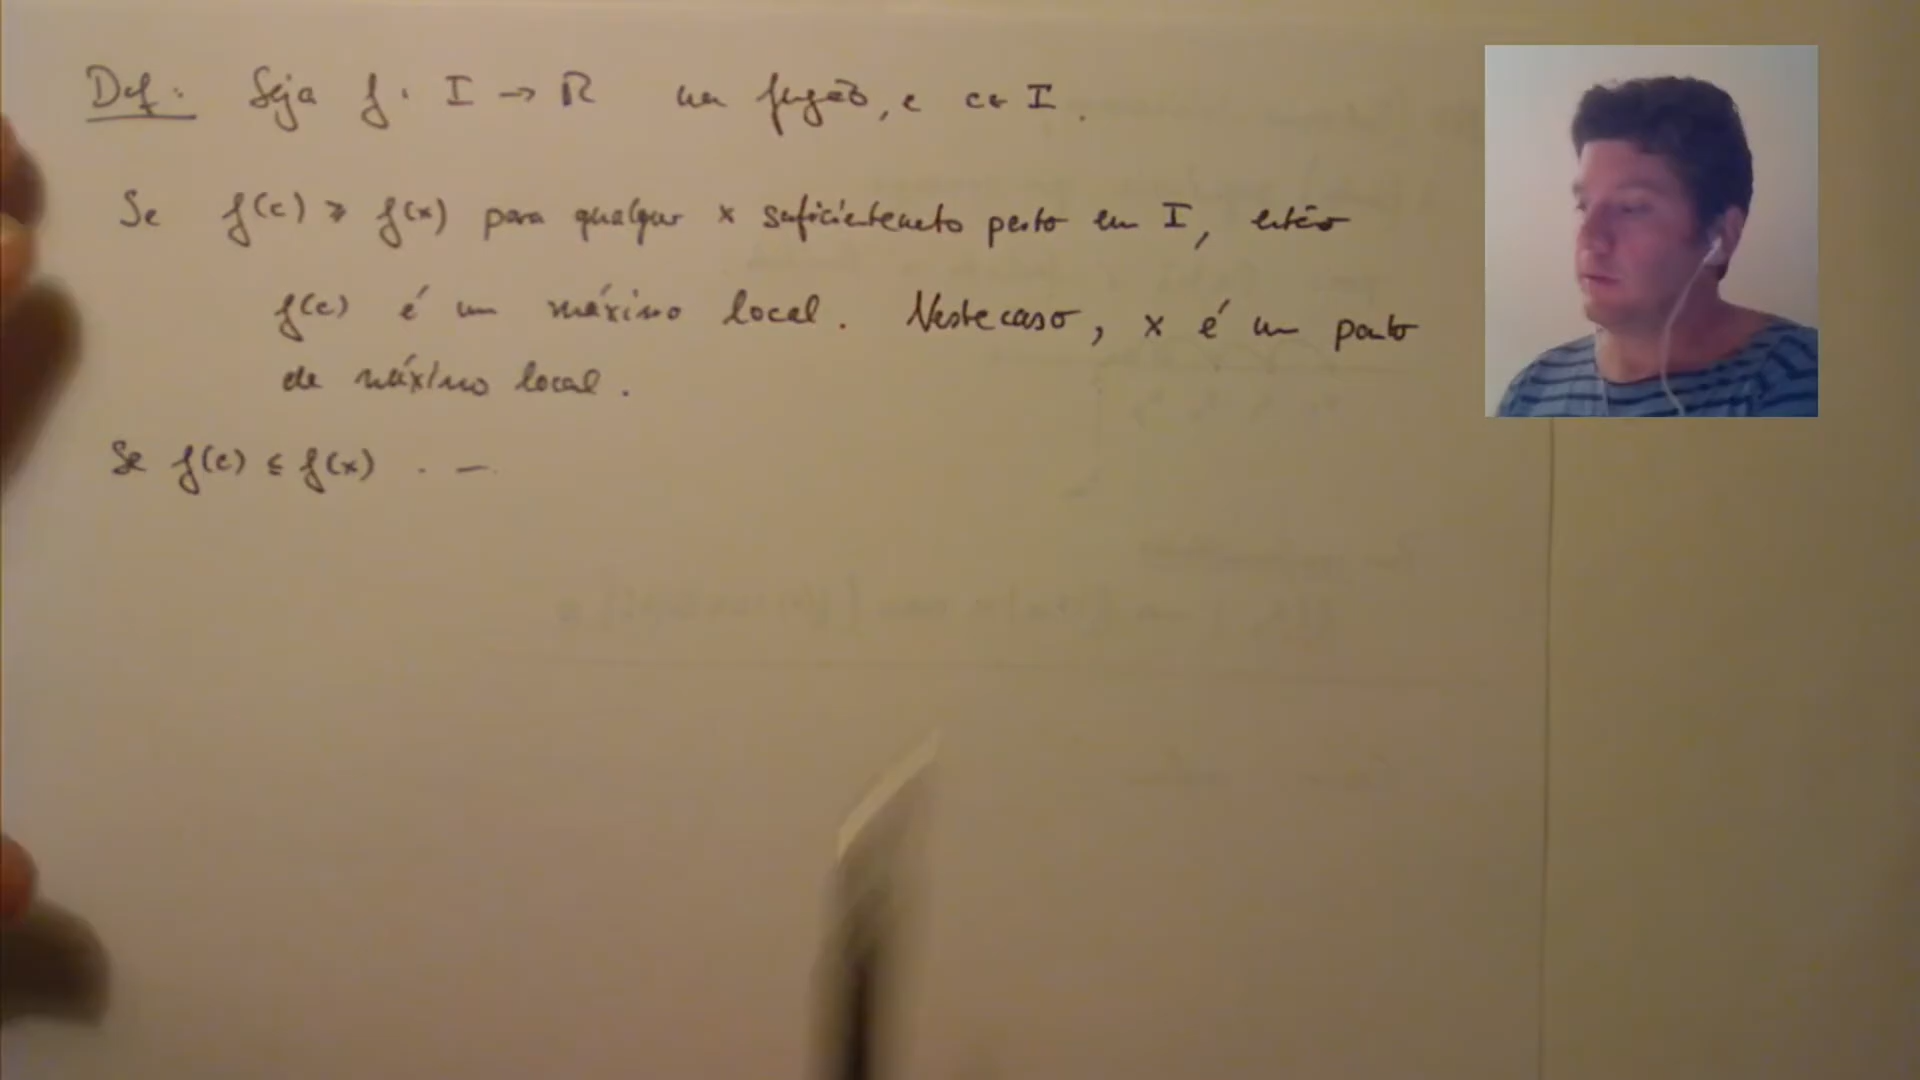 Def: Seja f: I → R uma função, e c ∈ I.
Se f(c) ≥ f(x) para qualquer x suficientemente perto em I, então
f(c) é um máximo local. Neste caso, x é um ponto
de máximo local.
Se f(c) ≤ f(x) . —